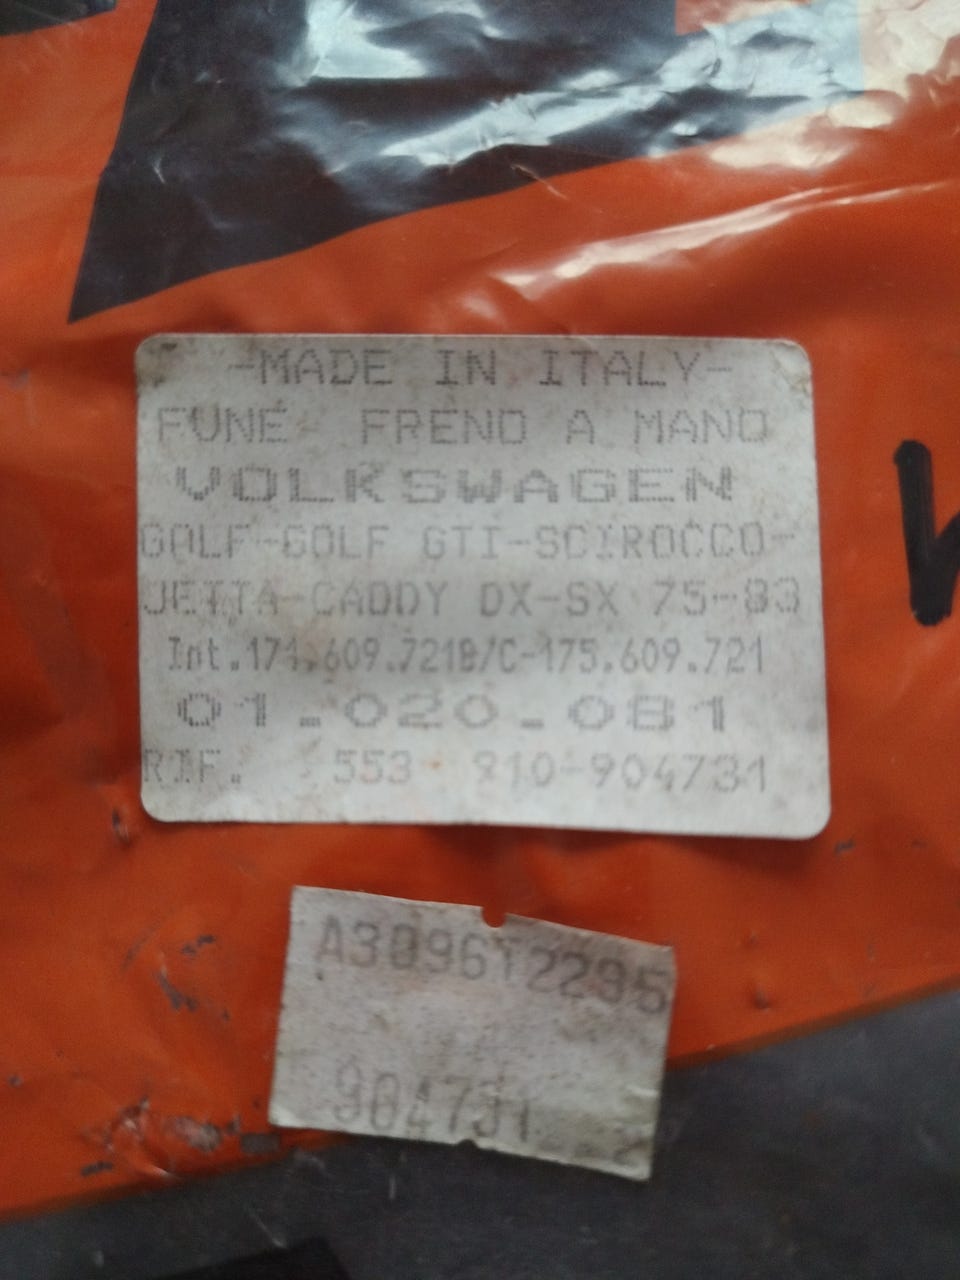 -MADE IN ITALY-
FUNE FRENO A MANO
VOLKSWAGEN
GOLF-GOLF GTI-SCIROCCO-
JETTA-CADDY DX-SX 75-83
Int.171.609.721B/C-175.609.721
01.020.081
RIF. 553 910-904731
A3096T2295
904731